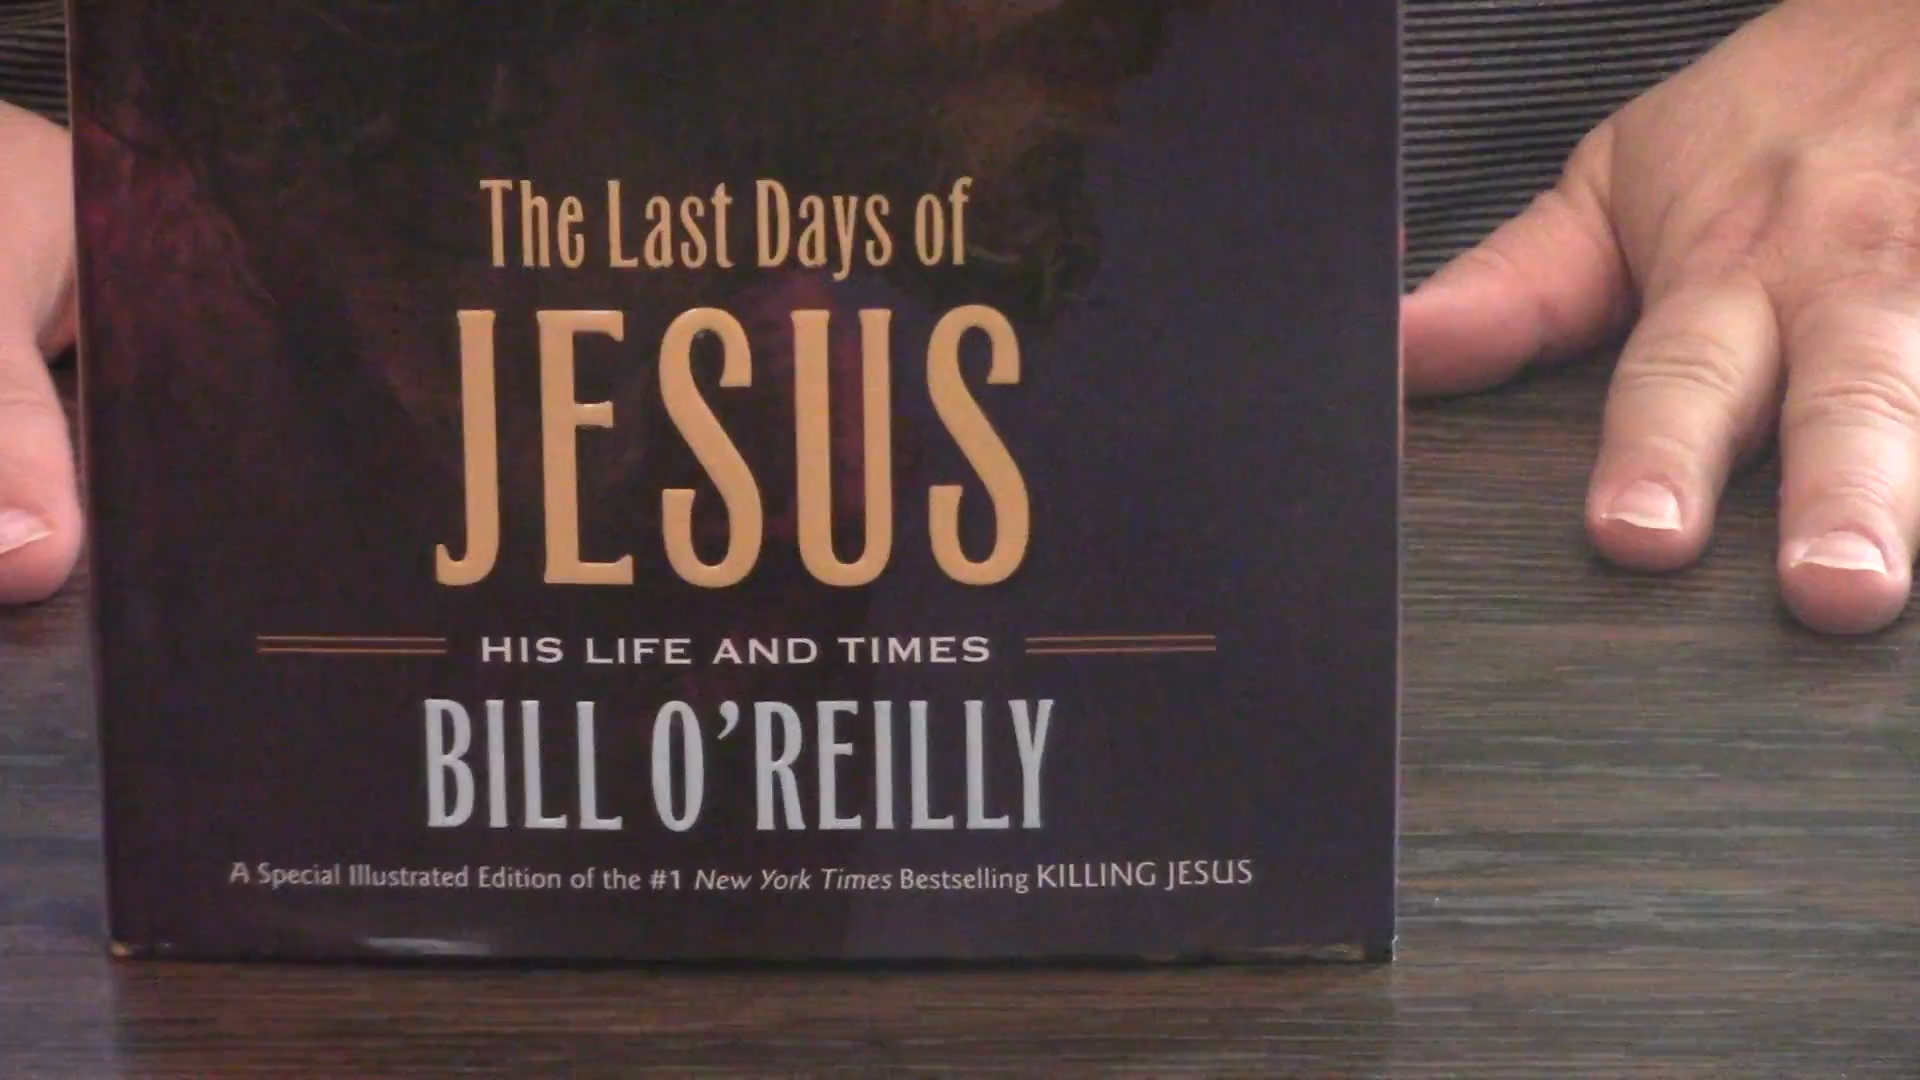 The Last Days of
JESUS
HIS LIFE AND TIMES
BILL O'REILLY
A Special Illustrated Edition of the #1 New York Times Bestselling KILLING JESUS